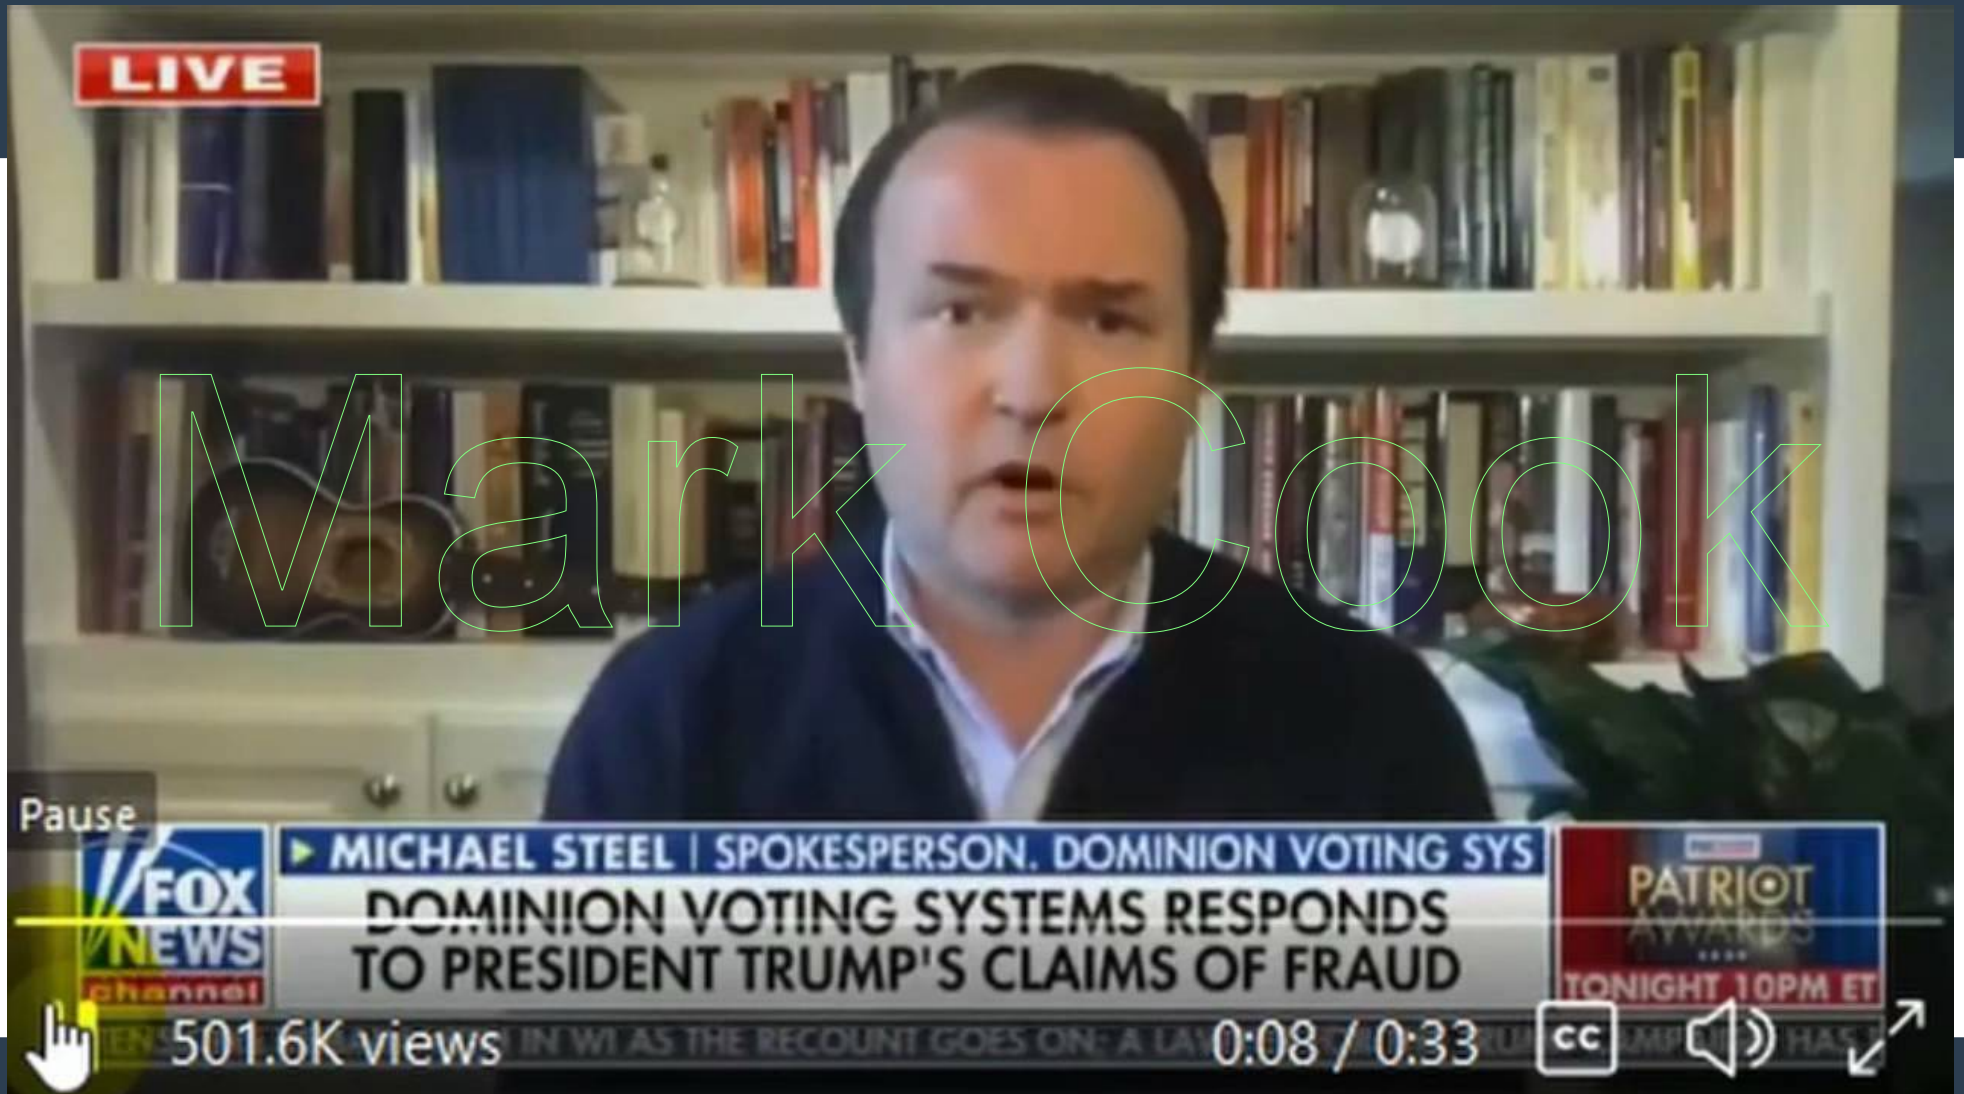 LIVE
Mark Cook
Pause
MICHAEL STEEL | SPOKESPERSON. DOMINION VOTING SYS
FOX
NEWS
channel
DOMINION VOTING SYSTEMS RESPONDS
TO PRESIDENT TRUMP'S CLAIMS OF FRAUD
PATRIOT
AWARDS
TONIGHT 10PM ET
501.6K views
IN WI AS THE RECOUNT GOES ON: A
HAS
0:08 / 0:33
CC